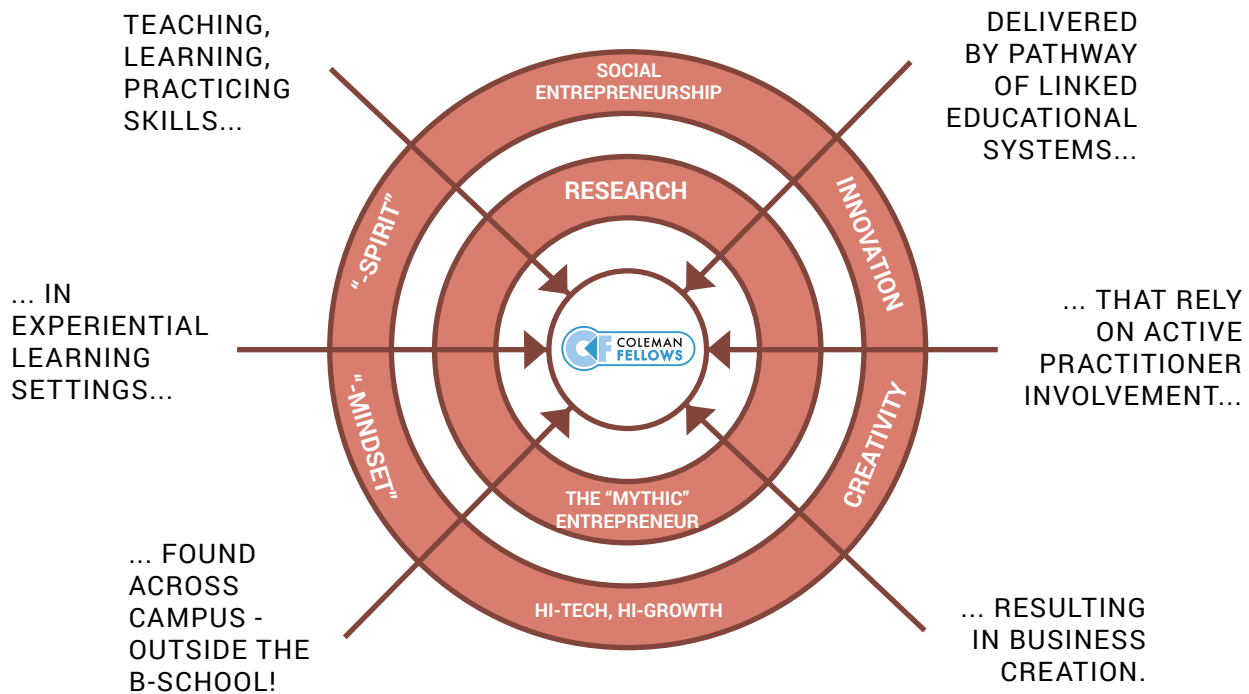 TEACHING,
LEARNING,
PRACTICING
SKILLS...
... IN
EXPERIENTIAL
LEARNING
SETTINGS...
... FOUND
ACROSS
CAMPUS -
OUTSIDE THE
B-SCHOOL!
SOCIAL
ENTREPRENEURSHIP
"-SPIRIT"
"-MINDSET"
RESEARCH
CF COLEMAN
FELLOWS
THE "MYTHIC"
ENTREPRENEUR
HI-TECH, HI-GROWTH
INNOVATION
CREATIVITY
DELIVERED
BY PATHWAY
OF LINKED
EDUCATIONAL
SYSTEMS...
... THAT RELY
ON ACTIVE
PRACTITIONER
INVOLVEMENT...
... RESULTING
IN BUSINESS
CREATION.